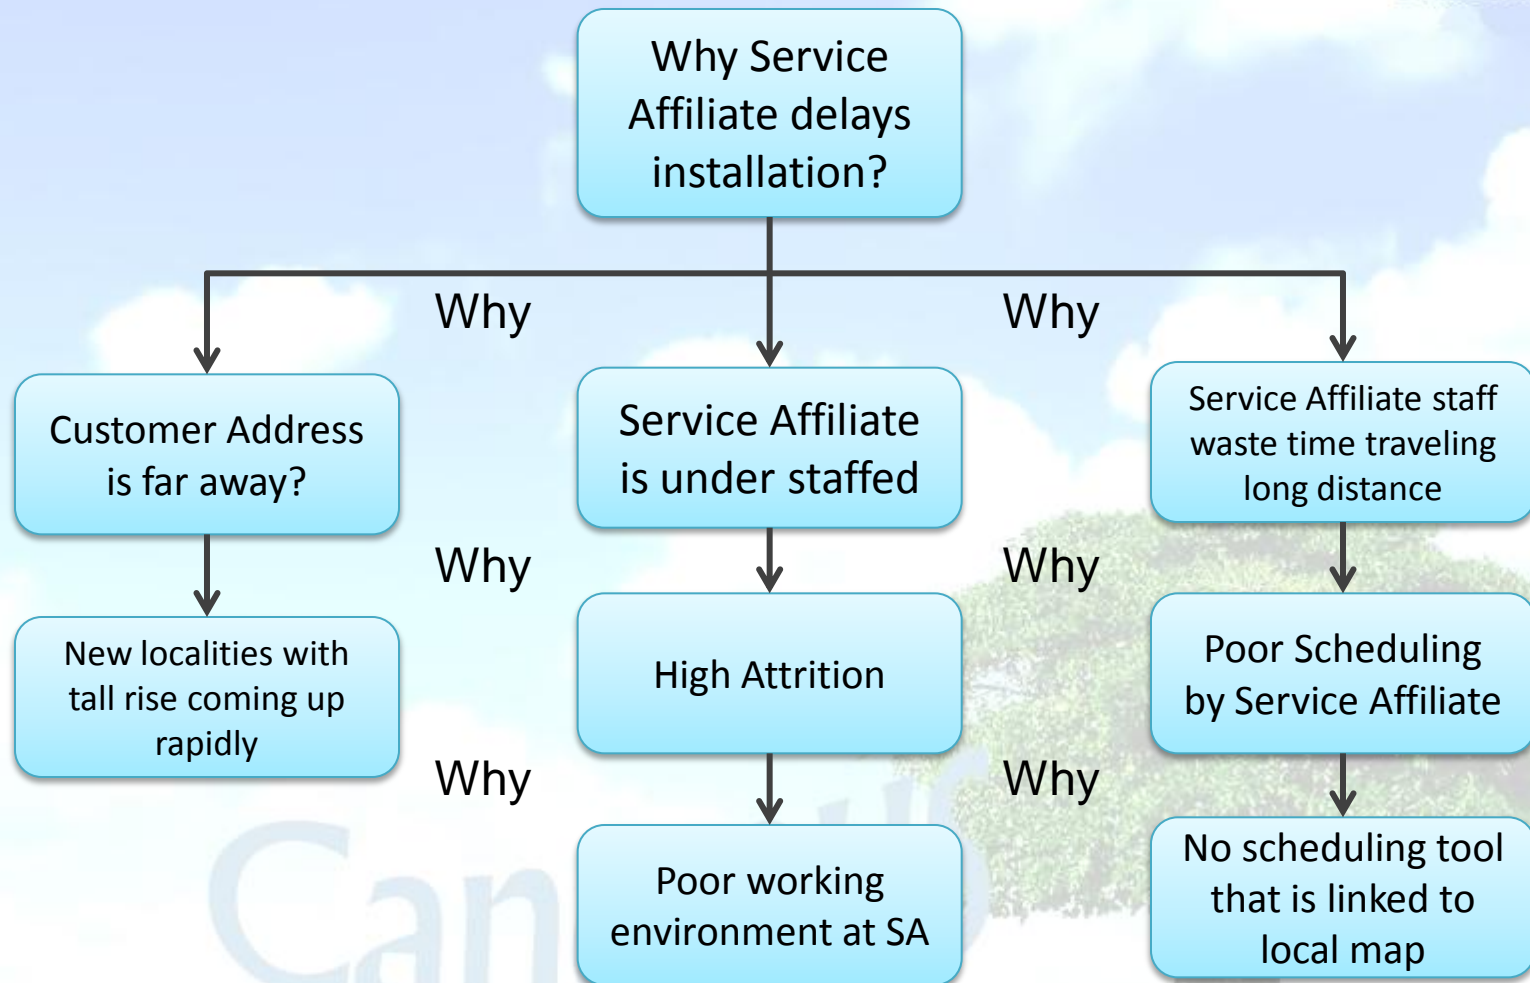 Why Service
Affiliate delays
installation?
Why
Why
Customer Address
is far away?
Service Affiliate
is under staffed
Service Affiliate staff
waste time traveling
long distance
Why
Why
New localities with
tall rise coming up
rapidly
High Attrition
Poor Scheduling
by Service Affiliate
Why
Why
Poor working
environment at SA
No scheduling tool
that is linked to
local map